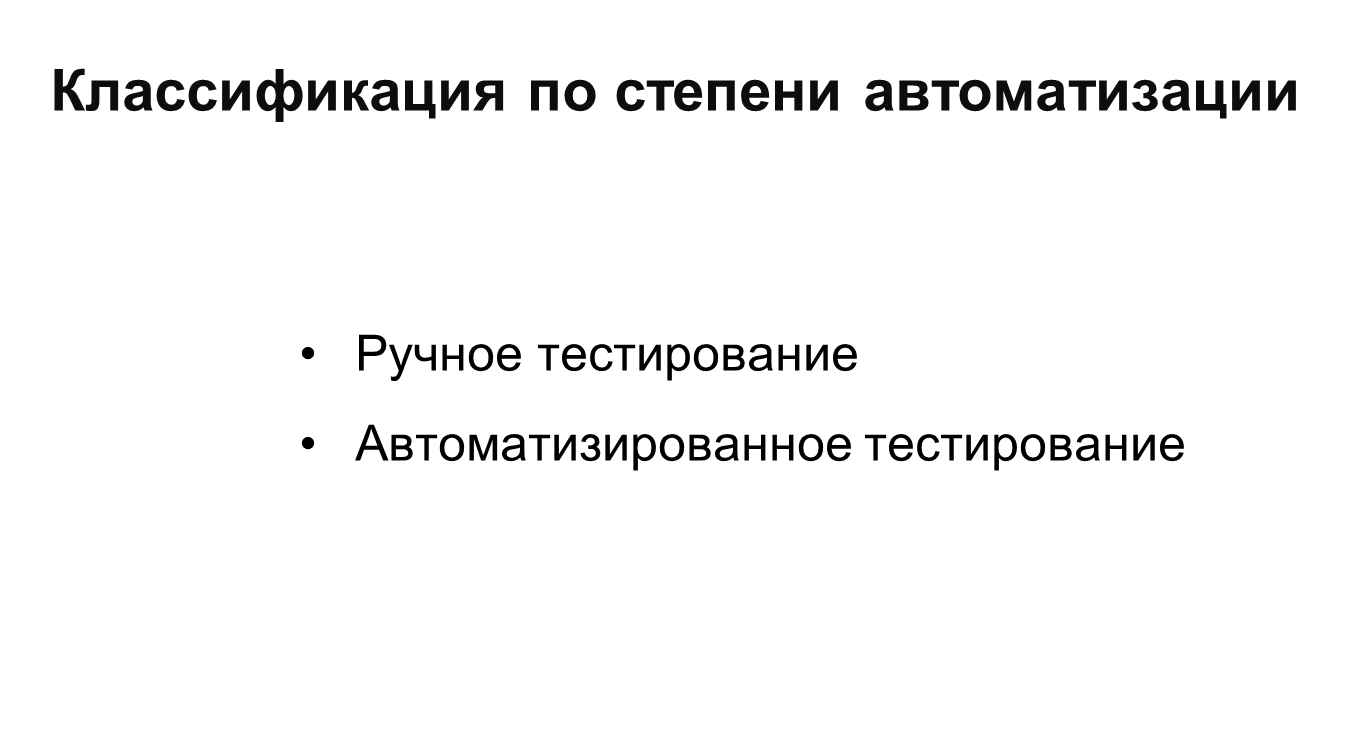 Классификация по степени автоматизации
• Ручное тестирование
• Автоматизированное тестирование